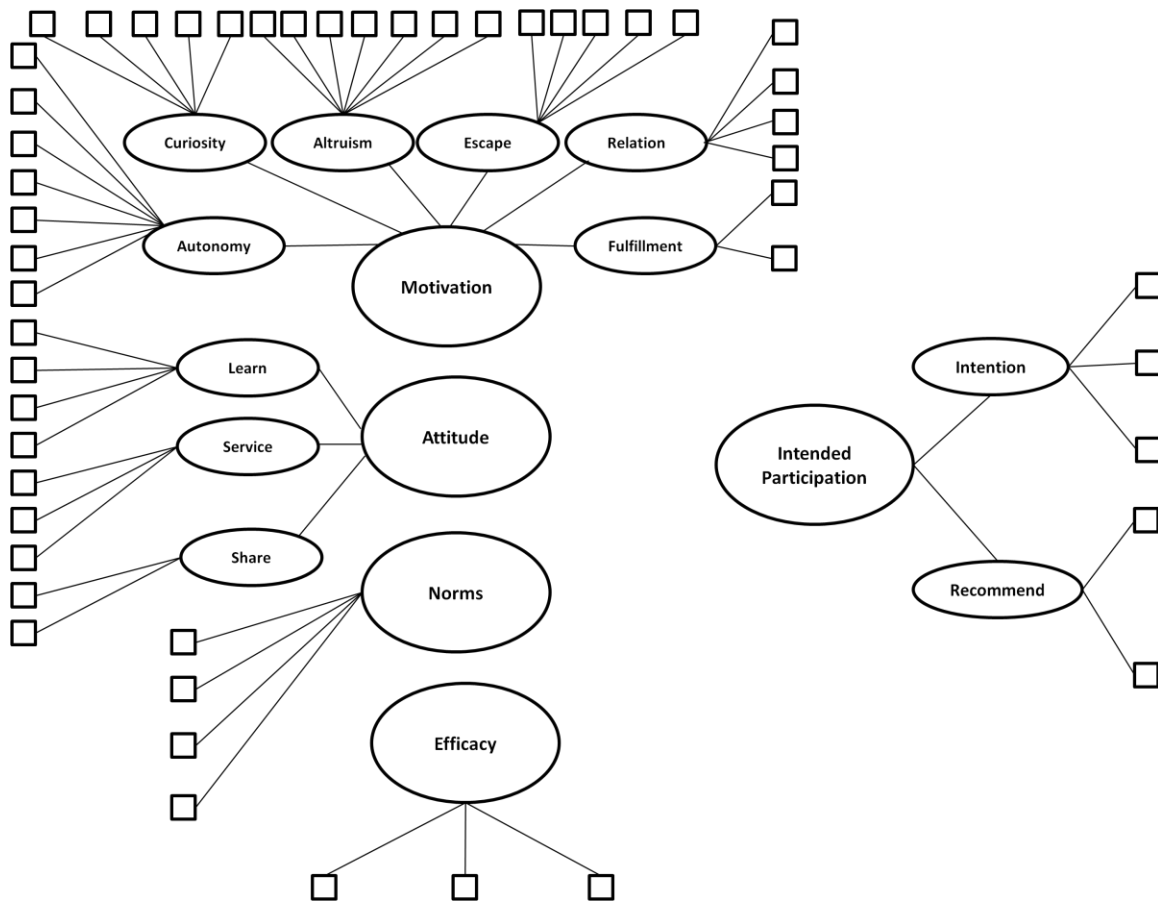 Curiosity
Altruism
Escape
Relation
Autonomy
Fulfillment
Motivation
Learn
Intention
Attitude
Service
Intended
Participation
Share
Norms
Recommend
Efficacy